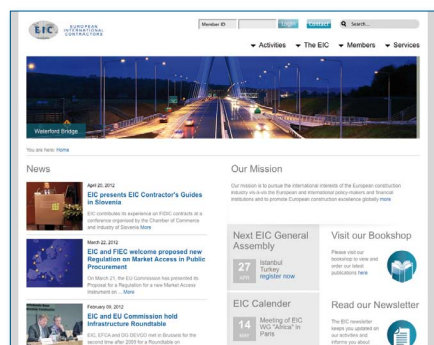 EIC
EUROPEAN
INTERNATIONAL
CONTRACTORS
Member ID
Login
Contact
Search...
Activities
The EIC
Members
Services
Waterford Bridge
You are here: Home
News
April 20, 2012
EIC presents EIC Contractor's Guides
in Slovenia
EIC contributes its experience on FIDIC contracts at a
conference organised by the Chamber of Commerce
and Industry of Slovenia More
March 22, 2012
EIC and FIEC welcome proposed new
Regulation on Market Access in Public
Procurement
On March 21, the EU Commission has presented its
Proposal for a Regulation for a new Market Access
Instrument on ... More
February 09, 2012
EIC and EU Commission hold
Infrastructure Roundtable
EIC, EFCA and DG DEVCO met in Brussels for the
second time after 2009 for a Roundtable on
Our Mission
Our mission is to pursue the international interests of the European construction
industry vis-à-vis the European and international policy-makers and financial
institutions and to promote European construction excellence globally more
Next EIC General
Assembly
27
APR
Istanbul
Turkey
register now
EIC Calender
14
MAY
Meeting of EIC
WG "Africa" in
Paris
Visit our Bookshop
Please visit our
bookshop to view and
order our latest
publications here
Read our Newsletter
The EIC newsletter
keeps you updated on
our activities and
informs you about